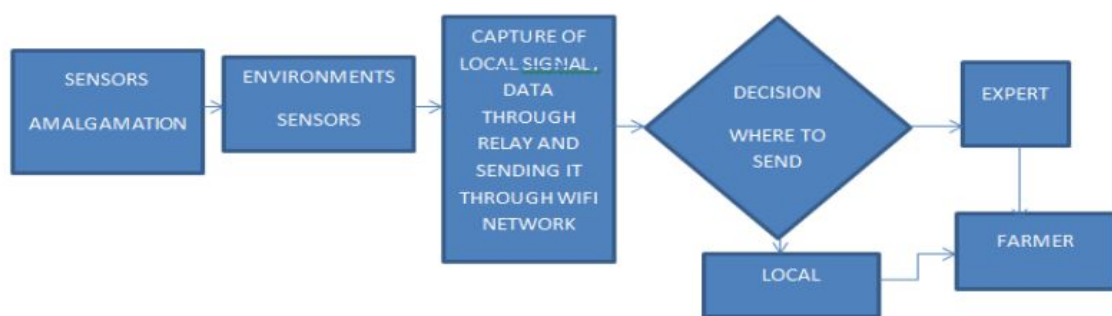 SENSORS
AMALGAMATION
ENVIRONMENTS
SENSORS
CAPTURE OF
LOCAL SIGNAL,
DATA
THROUGH
RELAY AND
SENDING IT
THROUGH WIFI
NETWORK
DECISION
WHERE TO
SEND
EXPERT
LOCAL
FARMER